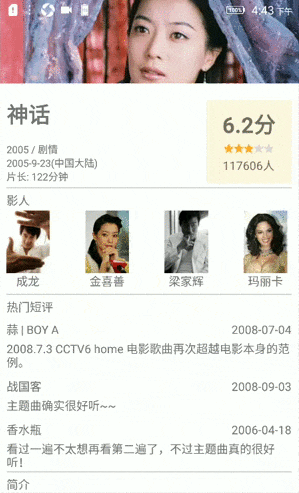 100%
4:43 下午
神话
6.2分
117606人
2005 / 剧情
2005-9-23(中国大陆)
片长: 122分钟
影人
成龙 金喜善 梁家辉 玛丽卡
热门短评
蒜 | BOY A 2008-07-04
2008.7.3 CCTV6 home 电影歌曲再次超越电影本身的范
例。
战国客 2008-09-03
主题曲确实很好听~~
香水瓶 2006-04-18
看过一遍不太想再看第二遍了，不过主题曲真的很好
听！
简介